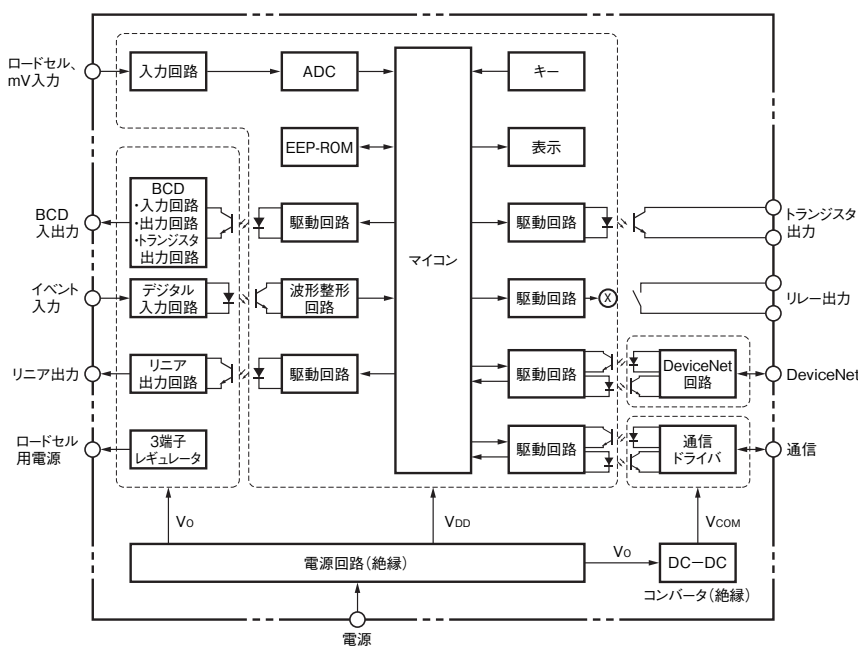 ロードセル、
mV入力
入力回路
ADC
キー
EEP-ROM
表示
マイコン
BCD
入出力
BCD
・入力回路
・出力回路
・トランジスタ
出力回路
駆動回路
駆動回路
トランジスタ
出力
イベント
入力
デジタル
入力回路
波形整形
回路
駆動回路
X
リレー出力
リニア出力
リニア
出力回路
駆動回路
駆動回路
DeviceNet
回路
DeviceNet
ロードセル
用電源
3端子
レギュレータ
駆動回路
通信
ドライバ
通信
VO
VDD
VCOM
電源回路(絶縁)
VO
DC−DC
コンバータ(絶縁)
電源